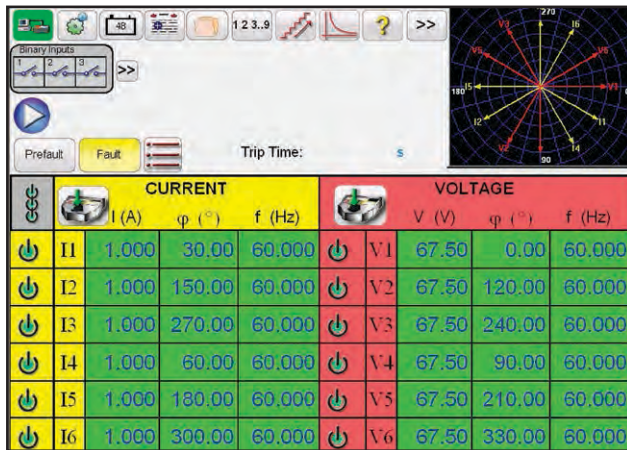 48 1 2 3..9 ? >>
Binary Inputs
1 2 3 >>
Prefault Fault Trip Time: s
270
V3 I6
V5 V6
180 I5 V1
I2 I1
V2 I4
90
CURRENT VOLTAGE
I (A) φ (°) f (Hz) V (V) φ (°) f (Hz)
I1 1.000 30.00 60.000 V1 67.50 0.00 60.000
I2 1.000 150.00 60.000 V2 67.50 120.00 60.000
I3 1.000 270.00 60.000 V3 67.50 240.00 60.000
I4 1.000 60.00 60.000 V4 67.50 90.00 60.000
I5 1.000 180.00 60.000 V5 67.50 210.00 60.000
I6 1.000 300.00 60.000 V6 67.50 330.00 60.000